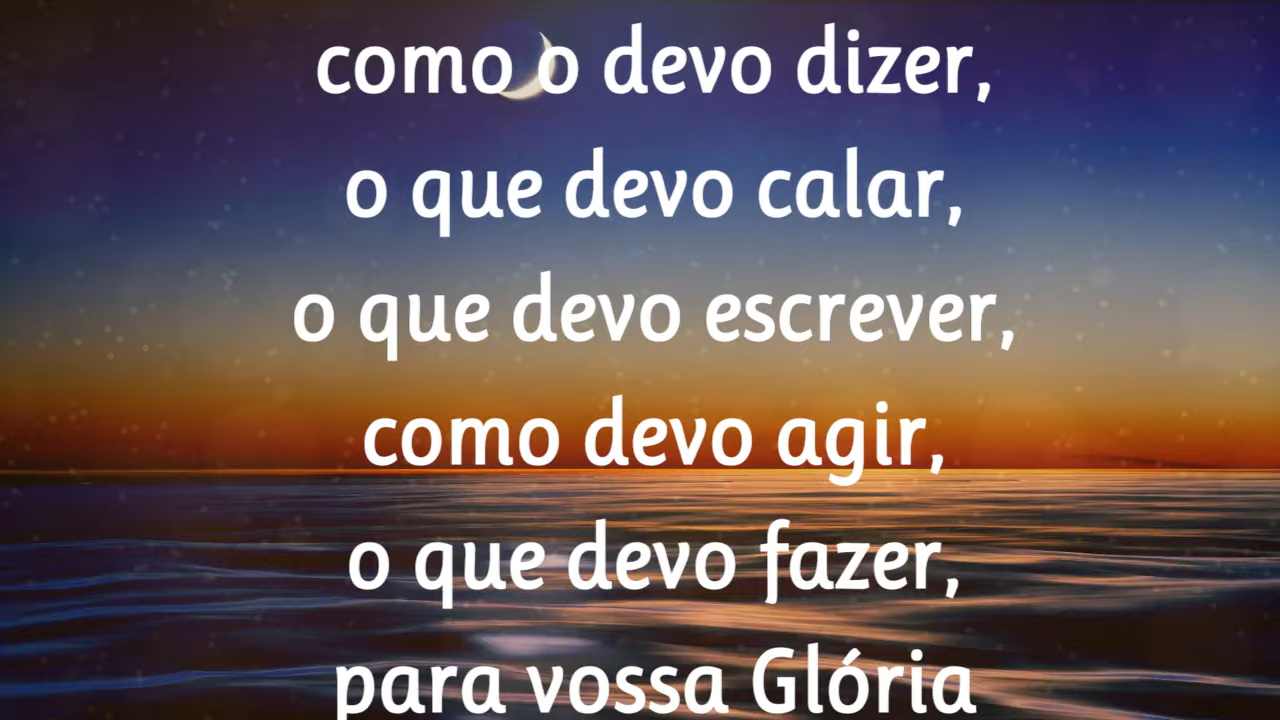 como o devo dizer,
o que devo calar,
o que devo escrever,
como devo agir,
o que devo fazer,
para vossa Glória